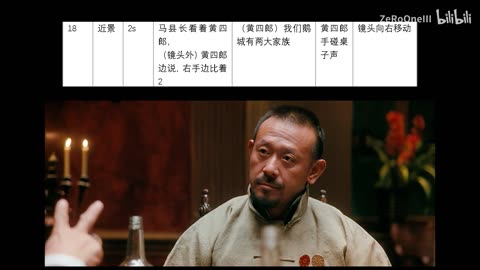 ZeRoOneIII bilibili
18
近景
2s
马县长看着黄四
郎,
（镜头外）黄四郎
边说，右手边比着
2
（黄四郎）我们鹅
城有两大家族
黄四郎
手碰桌
子声
镜头向右移动